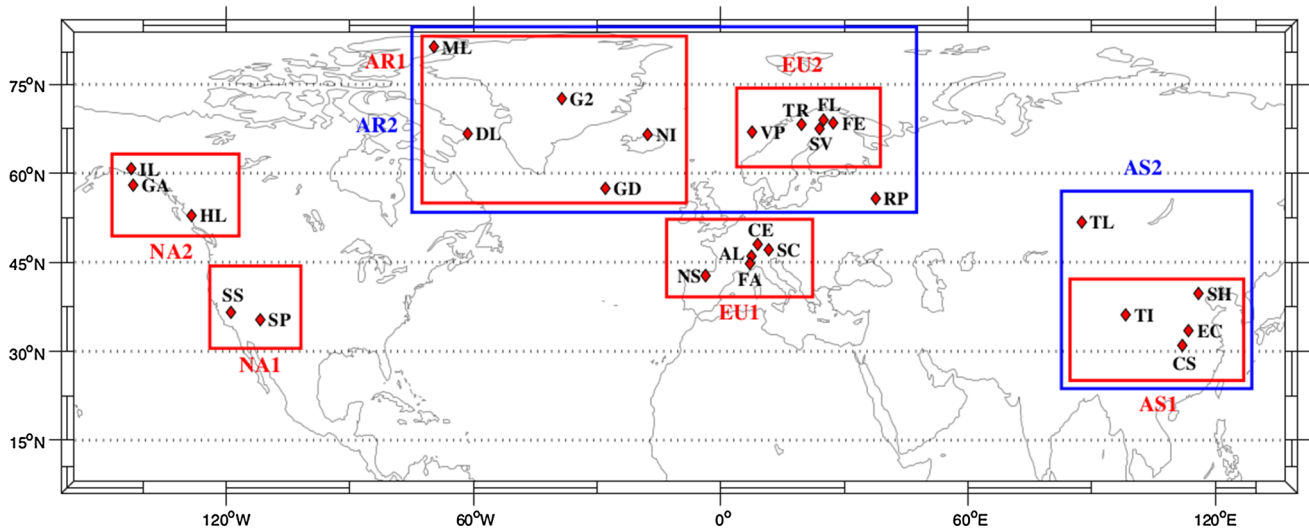 ML
AR1
EU2
75°N
G2
TR
FL
AR2
DL
NI
VP
FE
SV
60°N
IL
AS2
GA
GD
RP
HL
CE
TL
NA2
AL
SC
45°N
NS
FA
SS
SH
EU1
TI
SP
EC
30°N
NA1
CS
AS1
15°N
120°W
60°W
0°
60°E
120°E